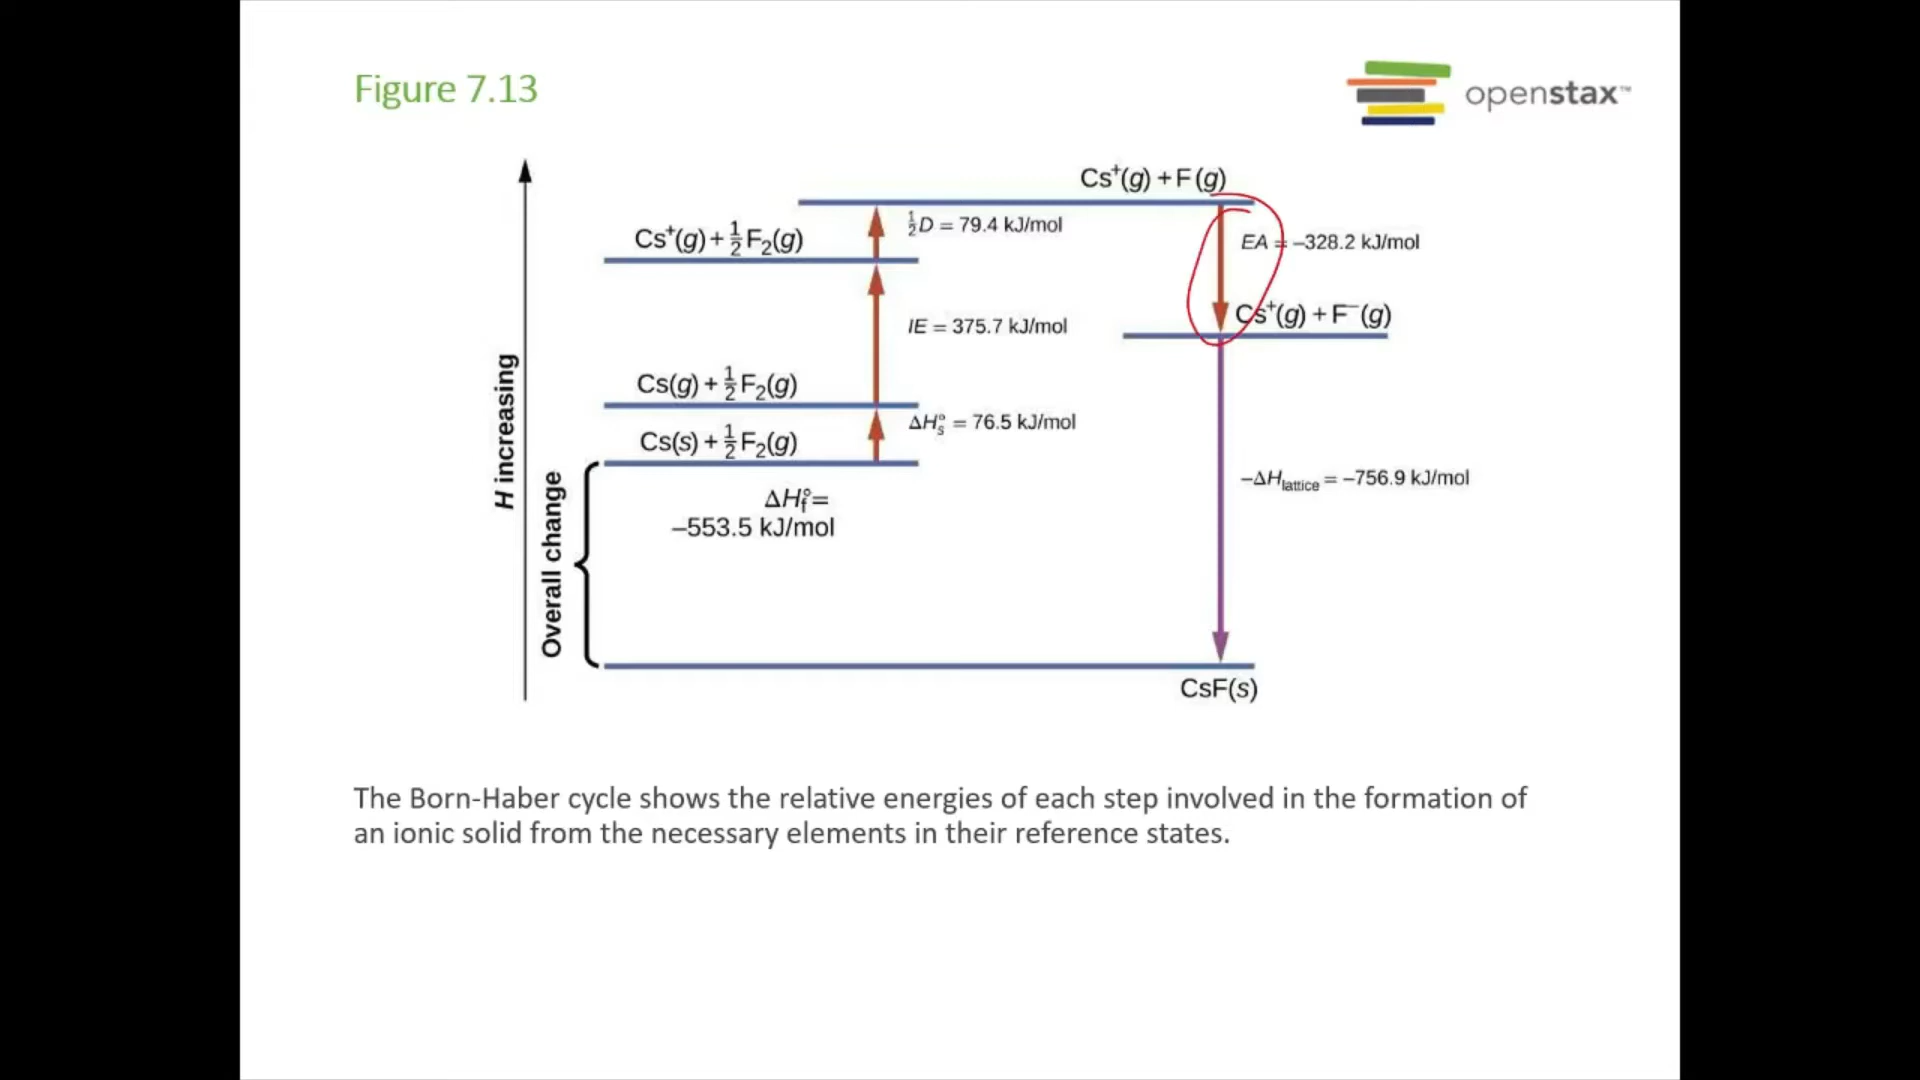 Figure 7.13
openstax™
Cs⁺(g) + F(g)
½D = 79.4 kJ/mol
Cs⁺(g) + ½F₂(g)
EA = –328.2 kJ/mol
Cs⁺(g) + F⁻(g)
IE = 375.7 kJ/mol
Cs(g) + ½F₂(g)
ΔH°ₛ = 76.5 kJ/mol
Cs(s) + ½F₂(g)
H increasing
Overall change
ΔH°f =
–553.5 kJ/mol
–ΔHlattice = –756.9 kJ/mol
CsF(s)
The Born-Haber cycle shows the relative energies of each step involved in the formation of
an ionic solid from the necessary elements in their reference states.